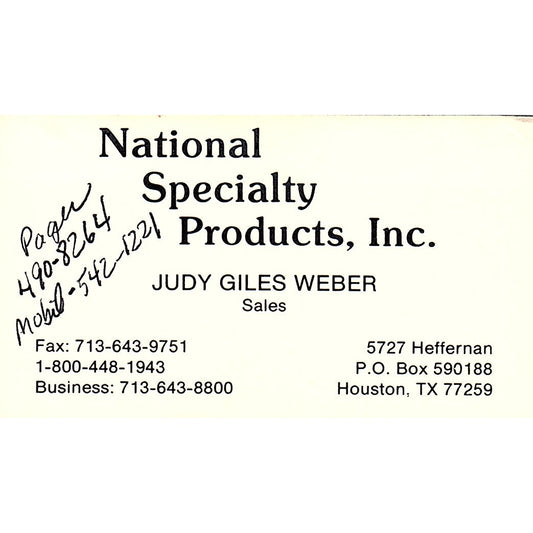 National
Specialty
Products, Inc.
Pager
490-8264
Mobil-542-1221
JUDY GILES WEBER
Sales
Fax: 713-643-9751
1-800-448-1943
Business: 713-643-8800
5727 Heffernan
P.O. Box 590188
Houston, TX 77259